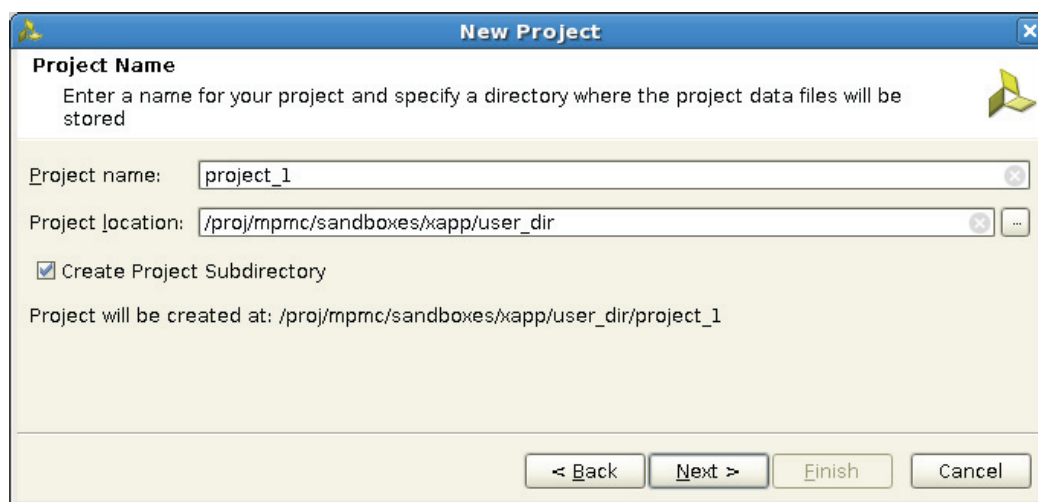 New Project
Project Name
Enter a name for your project and specify a directory where the project data files will be
stored
Project name: project_1
Project location: /proj/mpmc/sandboxes/xapp/user_dir ...
Create Project Subdirectory
Project will be created at: /proj/mpmc/sandboxes/xapp/user_dir/project_1
< Back Next > Finish Cancel